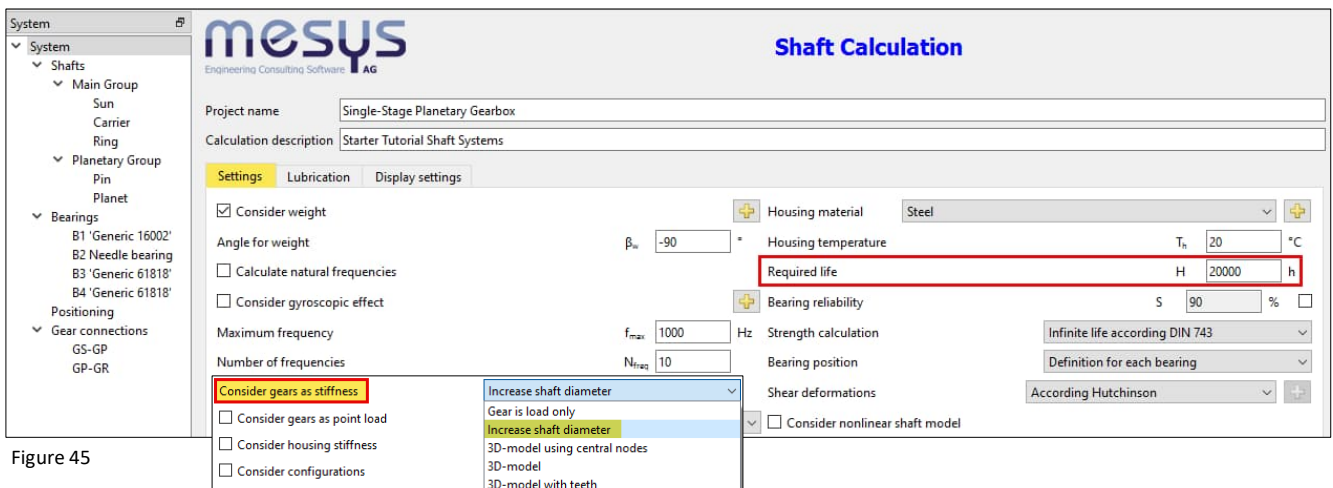 System
mesys
Engineering Consulting Software AG
Shaft Calculation
System
Shafts
Main Group
Sun
Carrier
Ring
Planetary Group
Pin
Planet
Bearings
B1 'Generic 16002'
B2 Needle bearing
B3 'Generic 61818'
B4 'Generic 61818'
Positioning
Gear connections
GS-GP
GP-GR
Project name Single-Stage Planetary Gearbox
Calculation description Starter Tutorial Shaft Systems
Settings Lubrication Display settings
Consider weight
Angle for weight βw -90 °
Calculate natural frequencies
Consider gyroscopic effect
Maximum frequency fmax 1000 Hz
Number of frequencies Nfreq 10
Housing material Steel
Housing temperature Th 20 °C
Required life H 20000 h
Bearing reliability S 90 %
Strength calculation Infinite life according DIN 743
Bearing position Definition for each bearing
Shear deformations According Hutchinson
Consider nonlinear shaft model
Consider gears as stiffness Increase shaft diameter
Consider gears as point load
Consider housing stiffness
Consider configurations
Gear is load only
Increase shaft diameter
3D-model using central nodes
3D-model
3D-model with teeth
Figure 45